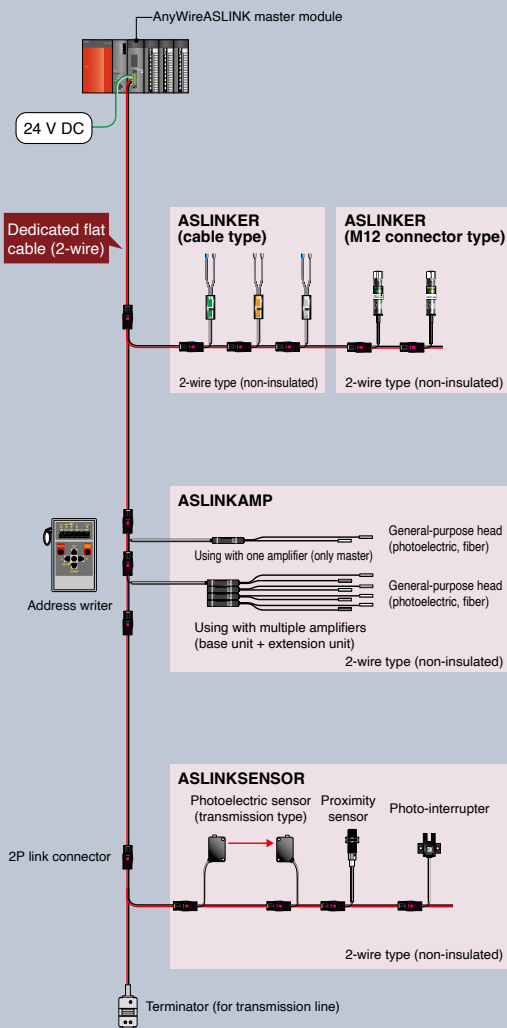 AnyWireASLINK master module
24 V DC
Dedicated flat
cable (2-wire)
ASLINKER
(cable type)
2-wire type (non-insulated)
ASLINKER
(M12 connector type)
2-wire type (non-insulated)
ASLINKAMP
General-purpose head
(photoelectric, fiber)
Using with one amplifier (only master)
General-purpose head
(photoelectric, fiber)
Using with multiple amplifiers
(base unit + extension unit)
2-wire type (non-insulated)
Address writer
ASLINKSENSOR
Photoelectric sensor
(transmission type)
Proximity
sensor
Photo-interrupter
2P link connector
2-wire type (non-insulated)
Terminator (for transmission line)